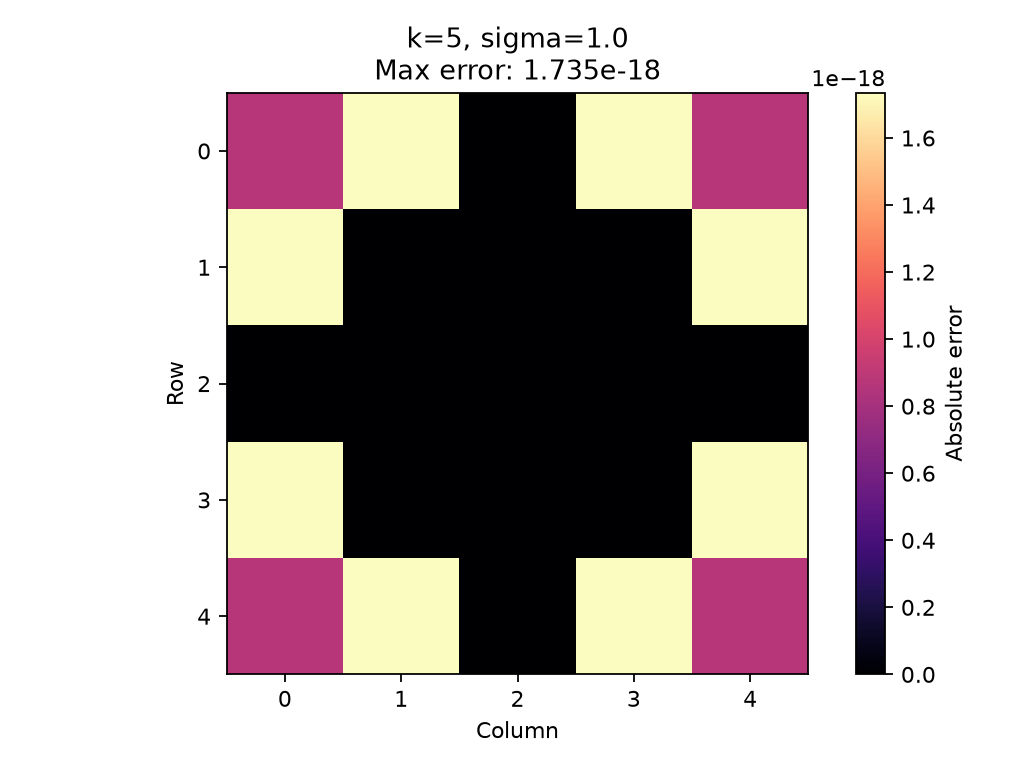 k=5, sigma=1.0
Max error: 1.735e-18
1e−18
0
1
2
3
4
Row
0 1 2 3 4
Column
1.6
1.4
1.2
1.0
0.8
0.6
0.4
0.2
0.0
Absolute error